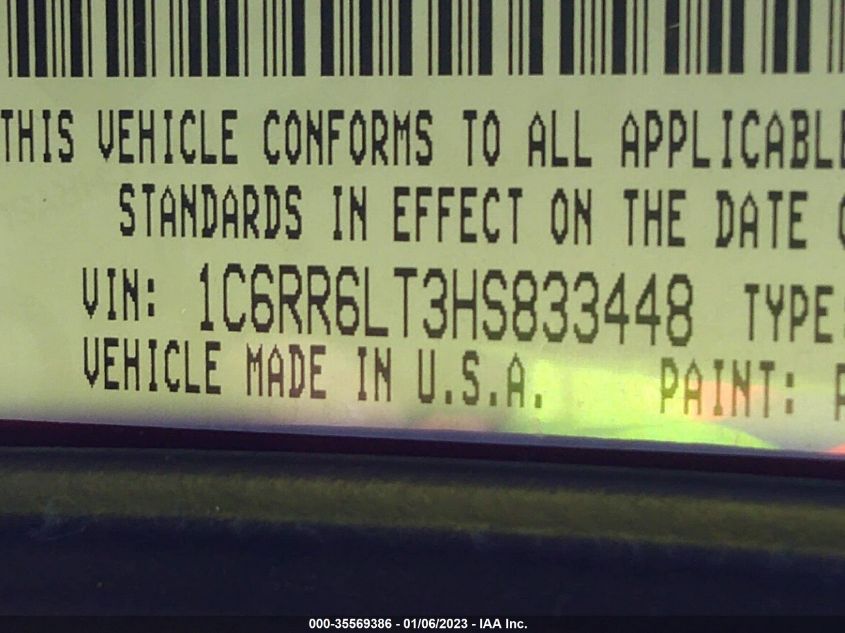 THIS VEHICLE CONFORMS TO ALL APPLICABLE
STANDARDS IN EFFECT ON THE DATE
VIN: 1C6RR6LT3HS833448 TYPE:
VEHICLE MADE IN U.S.A. PAINT:
000-35569386 - 01/06/2023 - IAA Inc.